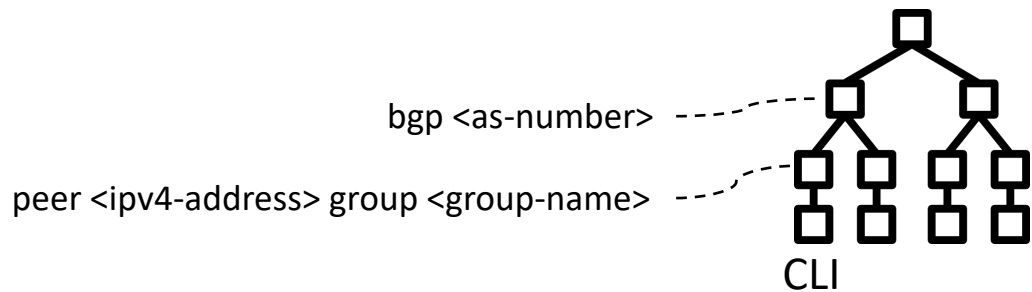 bgp <as-number>
peer <ipv4-address> group <group-name>
CLI